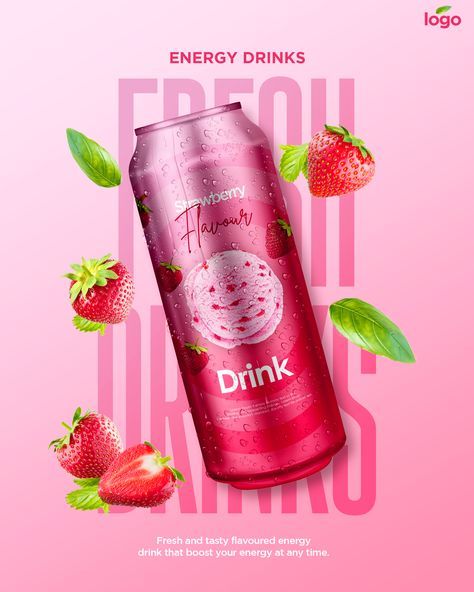 logo
ENERGY DRINKS
FRESH
Strawberry
Flavour
Drink
DRINKS
Fresh and tasty flavoured energy
drink that boost your energy at any time.